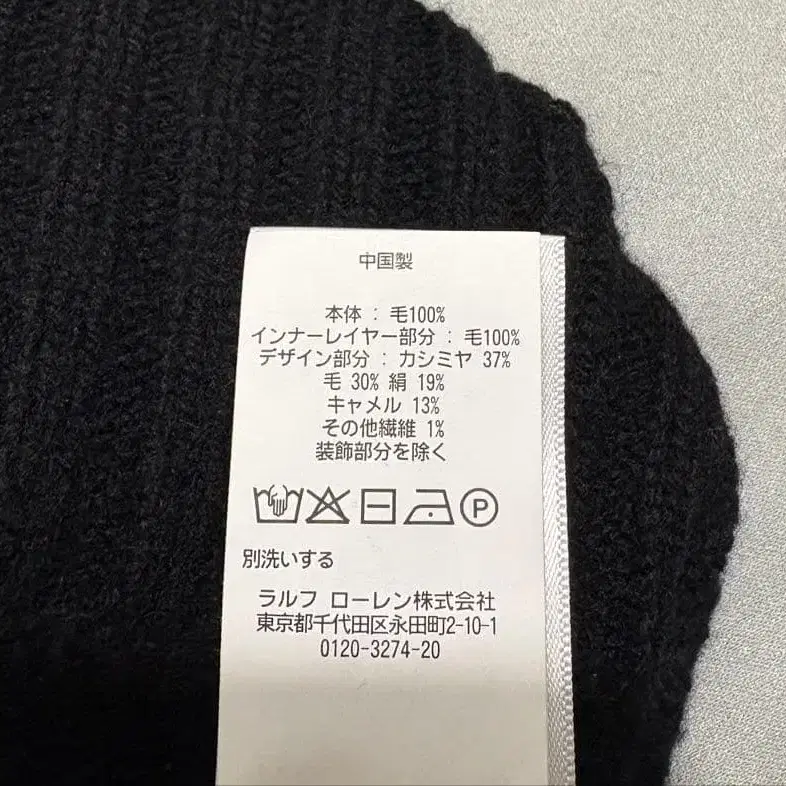 中国製
本体 : 毛100%
インナーレイヤー部分 : 毛100%
デザイン部分 : カシミヤ 37%
毛 30% 絹 19%
キャメル 13%
その他繊維 1%
装飾部分を除く
P
別洗いする
ラルフ ローレン株式会社
東京都千代田区永田町2-10-1
0120-3274-20